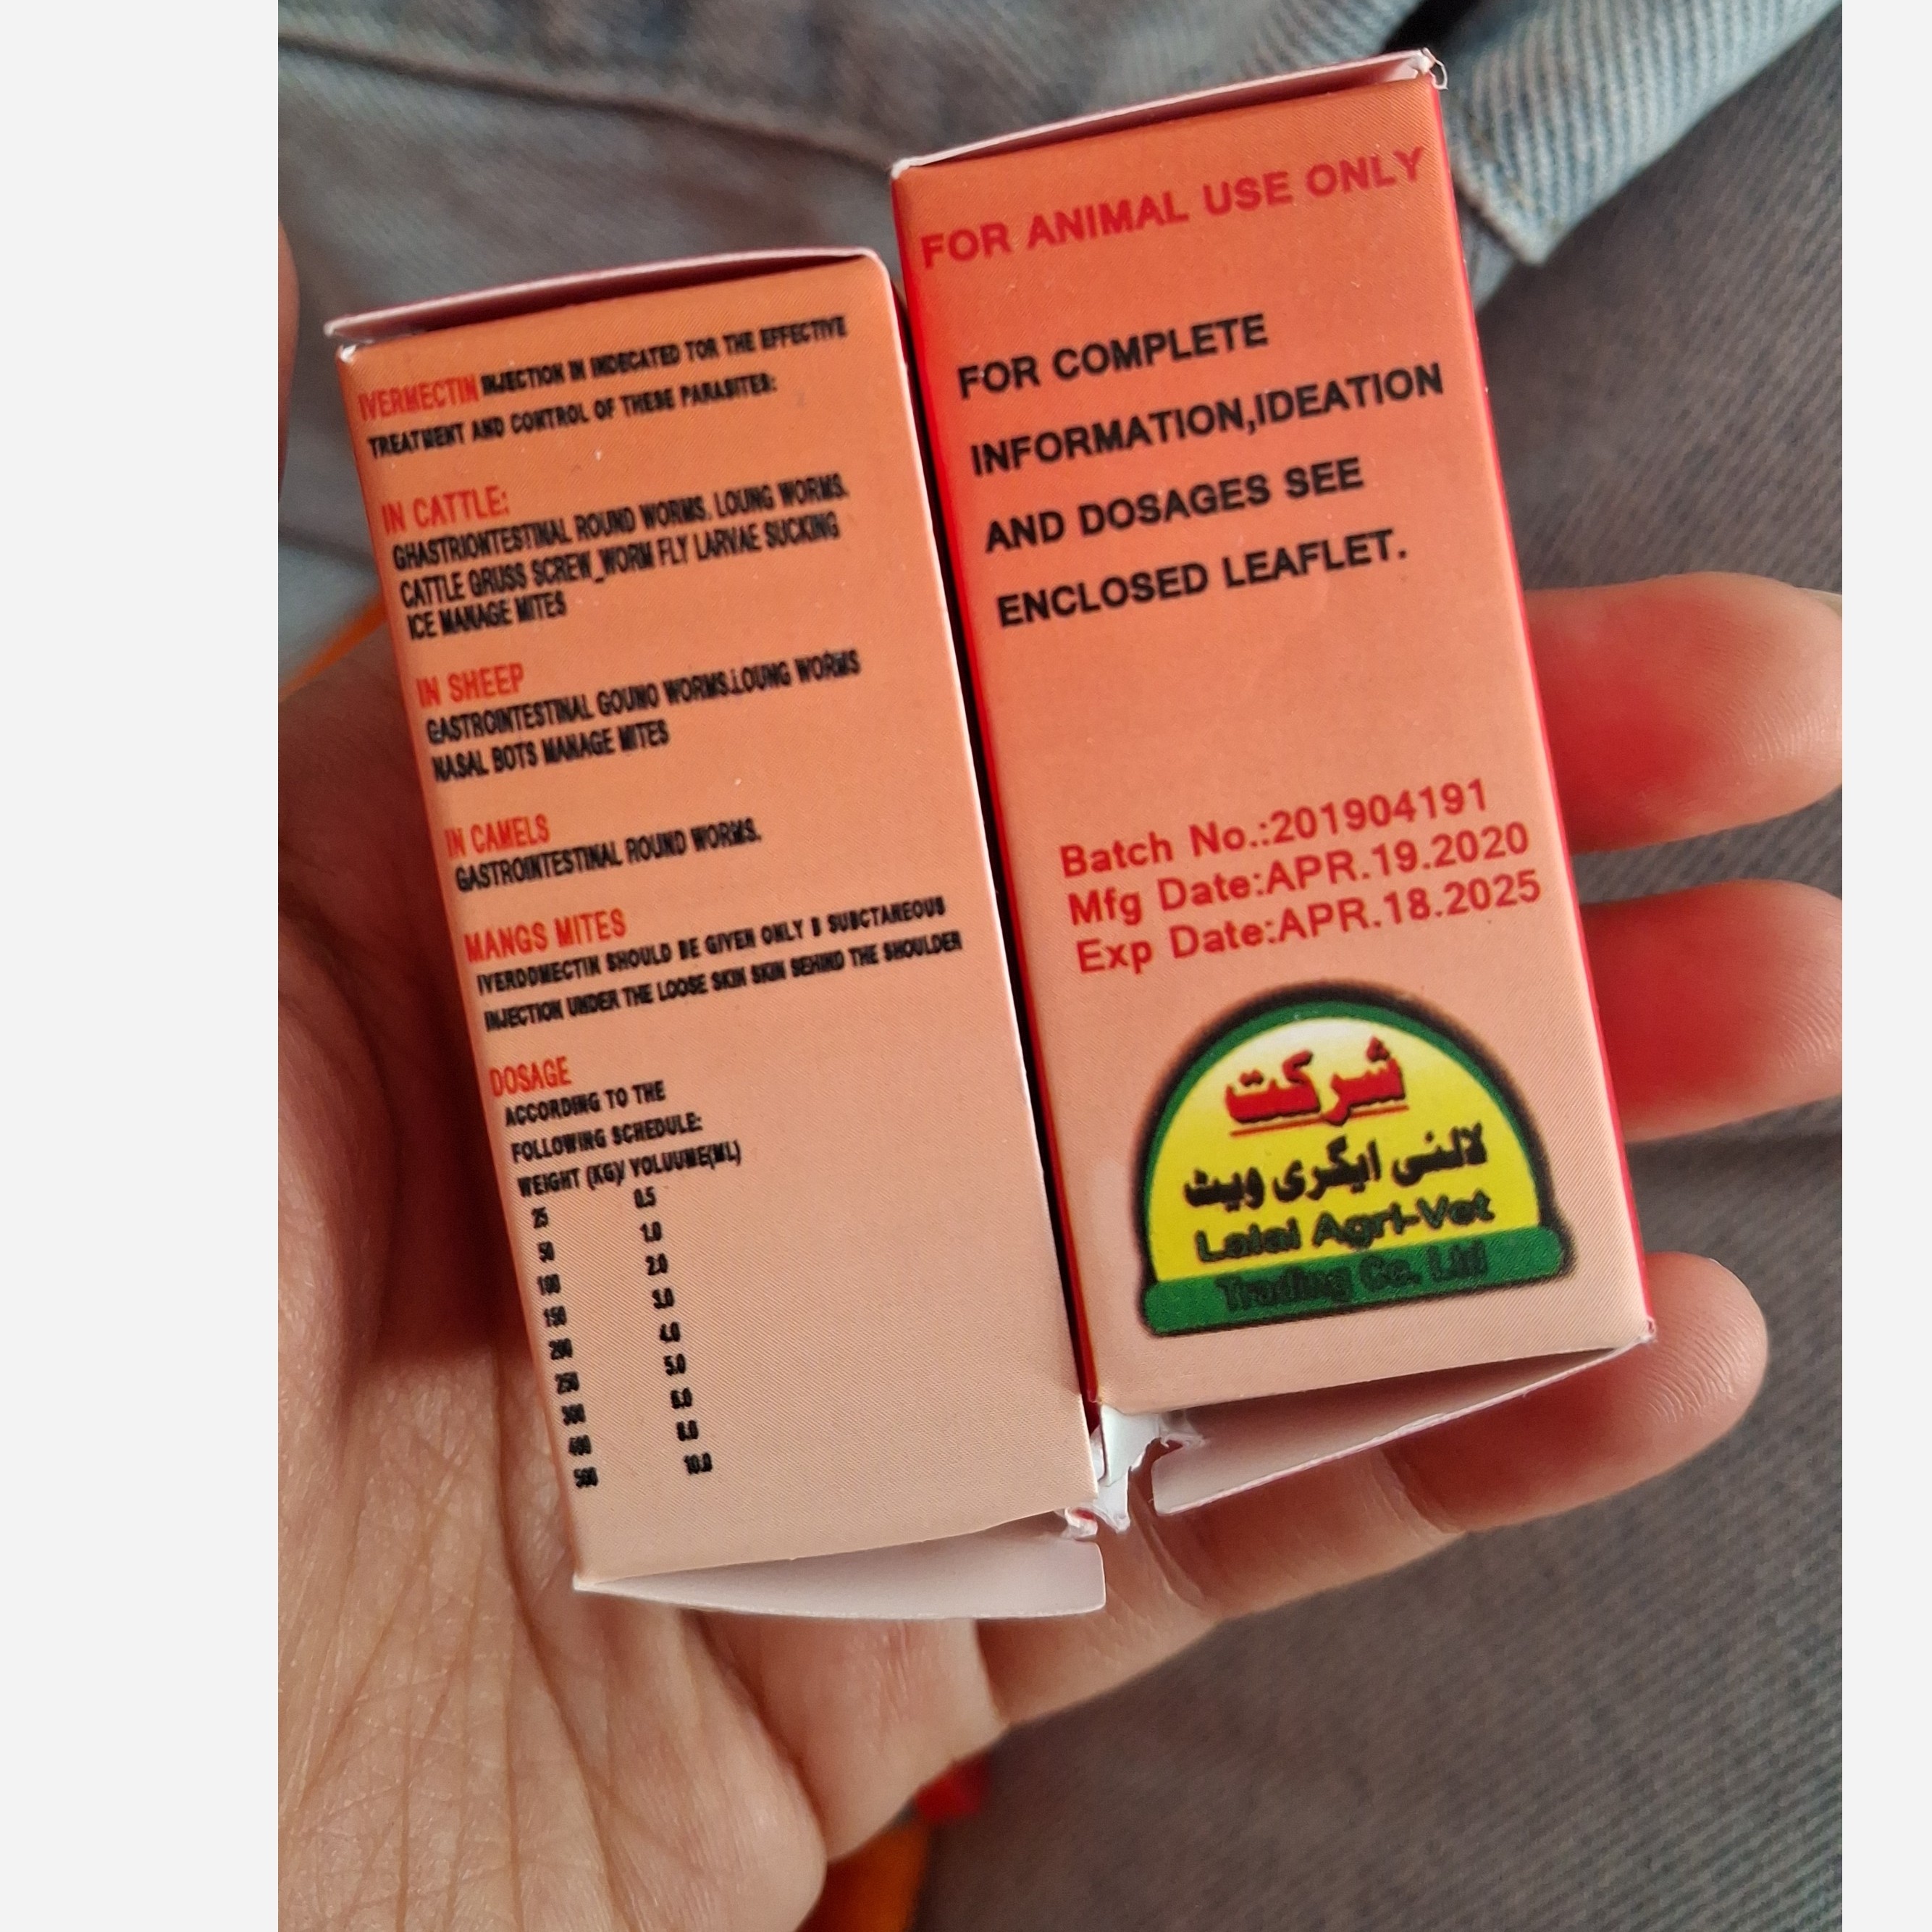 IVERMECTIN INJECTION IN INDECATED TOR THE EFFECTIVE
TREATMENT AND CONTROL OF THESE PARASITES:
IN CATTLE:
GHASTRIONTESTINAL ROUND WORMS, LOUNG WORMS.
CATTLE GRUSS SCREW_WORM FLY LARVAE SUCKING
ICE MANAGE MITES
IN SHEEP
GASTROINTESTINAL GOUNO WORMS.LOUNG WORMS
NASAL BOTS MANAGE MITES
IN CAMELS
GASTROINTESTINAL ROUND WORMS.
MANGS MITES
IVERDOMECTIN SHOULD BE GIVEN ONLY B SUBCTANEOUS
INJECTION UNDER THE LOOSE SKIN SKIN BEHIND THE SHOULDER
DOSAGE
ACCORDING TO THE
FOLLOWING SCHEDULE:
WEIGHT (KG)/ VOLUUME(ML)
25 0.5
50 1.0
100 2.0
150 3.0
200 4.0
250 5.0
300 6.0
400 8.0
500 10.0
FOR ANIMAL USE ONLY
FOR COMPLETE
INFORMATION,IDEATION
AND DOSAGES SEE
ENCLOSED LEAFLET.
Batch No.:201904191
Mfg Date:APR.19.2020
Exp Date:APR.18.2025
شرکت
لالئی ایگری ویٹ
Lalai Agri-Vet
Trading Co. Ltd